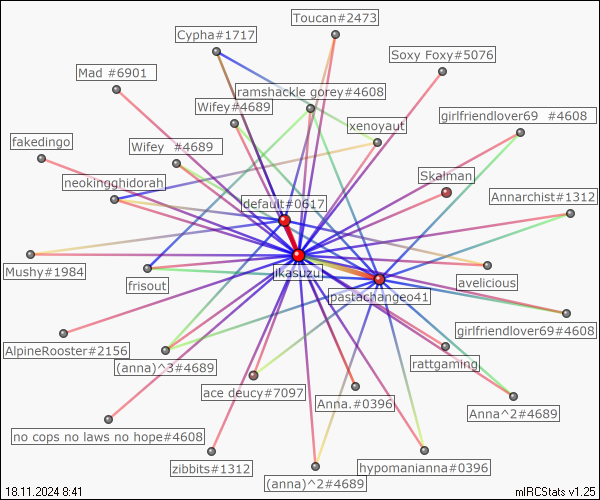 Toucan#2473
Cypha#1717
Soxy Foxy#5076
Mad #6901
ramshackle gorey#4608
Wifey#4689
girlfriendlover69 #4608
xenoyaut
fakedingo
Wifey #4689
Skalman
neokingghidorah
Annarchist#1312
default#0617
Mushy#1984
jikasuzu
avelicious
frisout
pastachangeo41
girlfriendlover69#4608
AlpineRooster#2156
(anna)^3#4689
rattgaming
ace deucy#7097
Anna.#0396
Anna^2#4689
no cops no laws no hope#4608
zibbits#1312
hypomanianna#0396
(anna)^2#4689
18.11.2024 8:41
mIRCStats v1.25